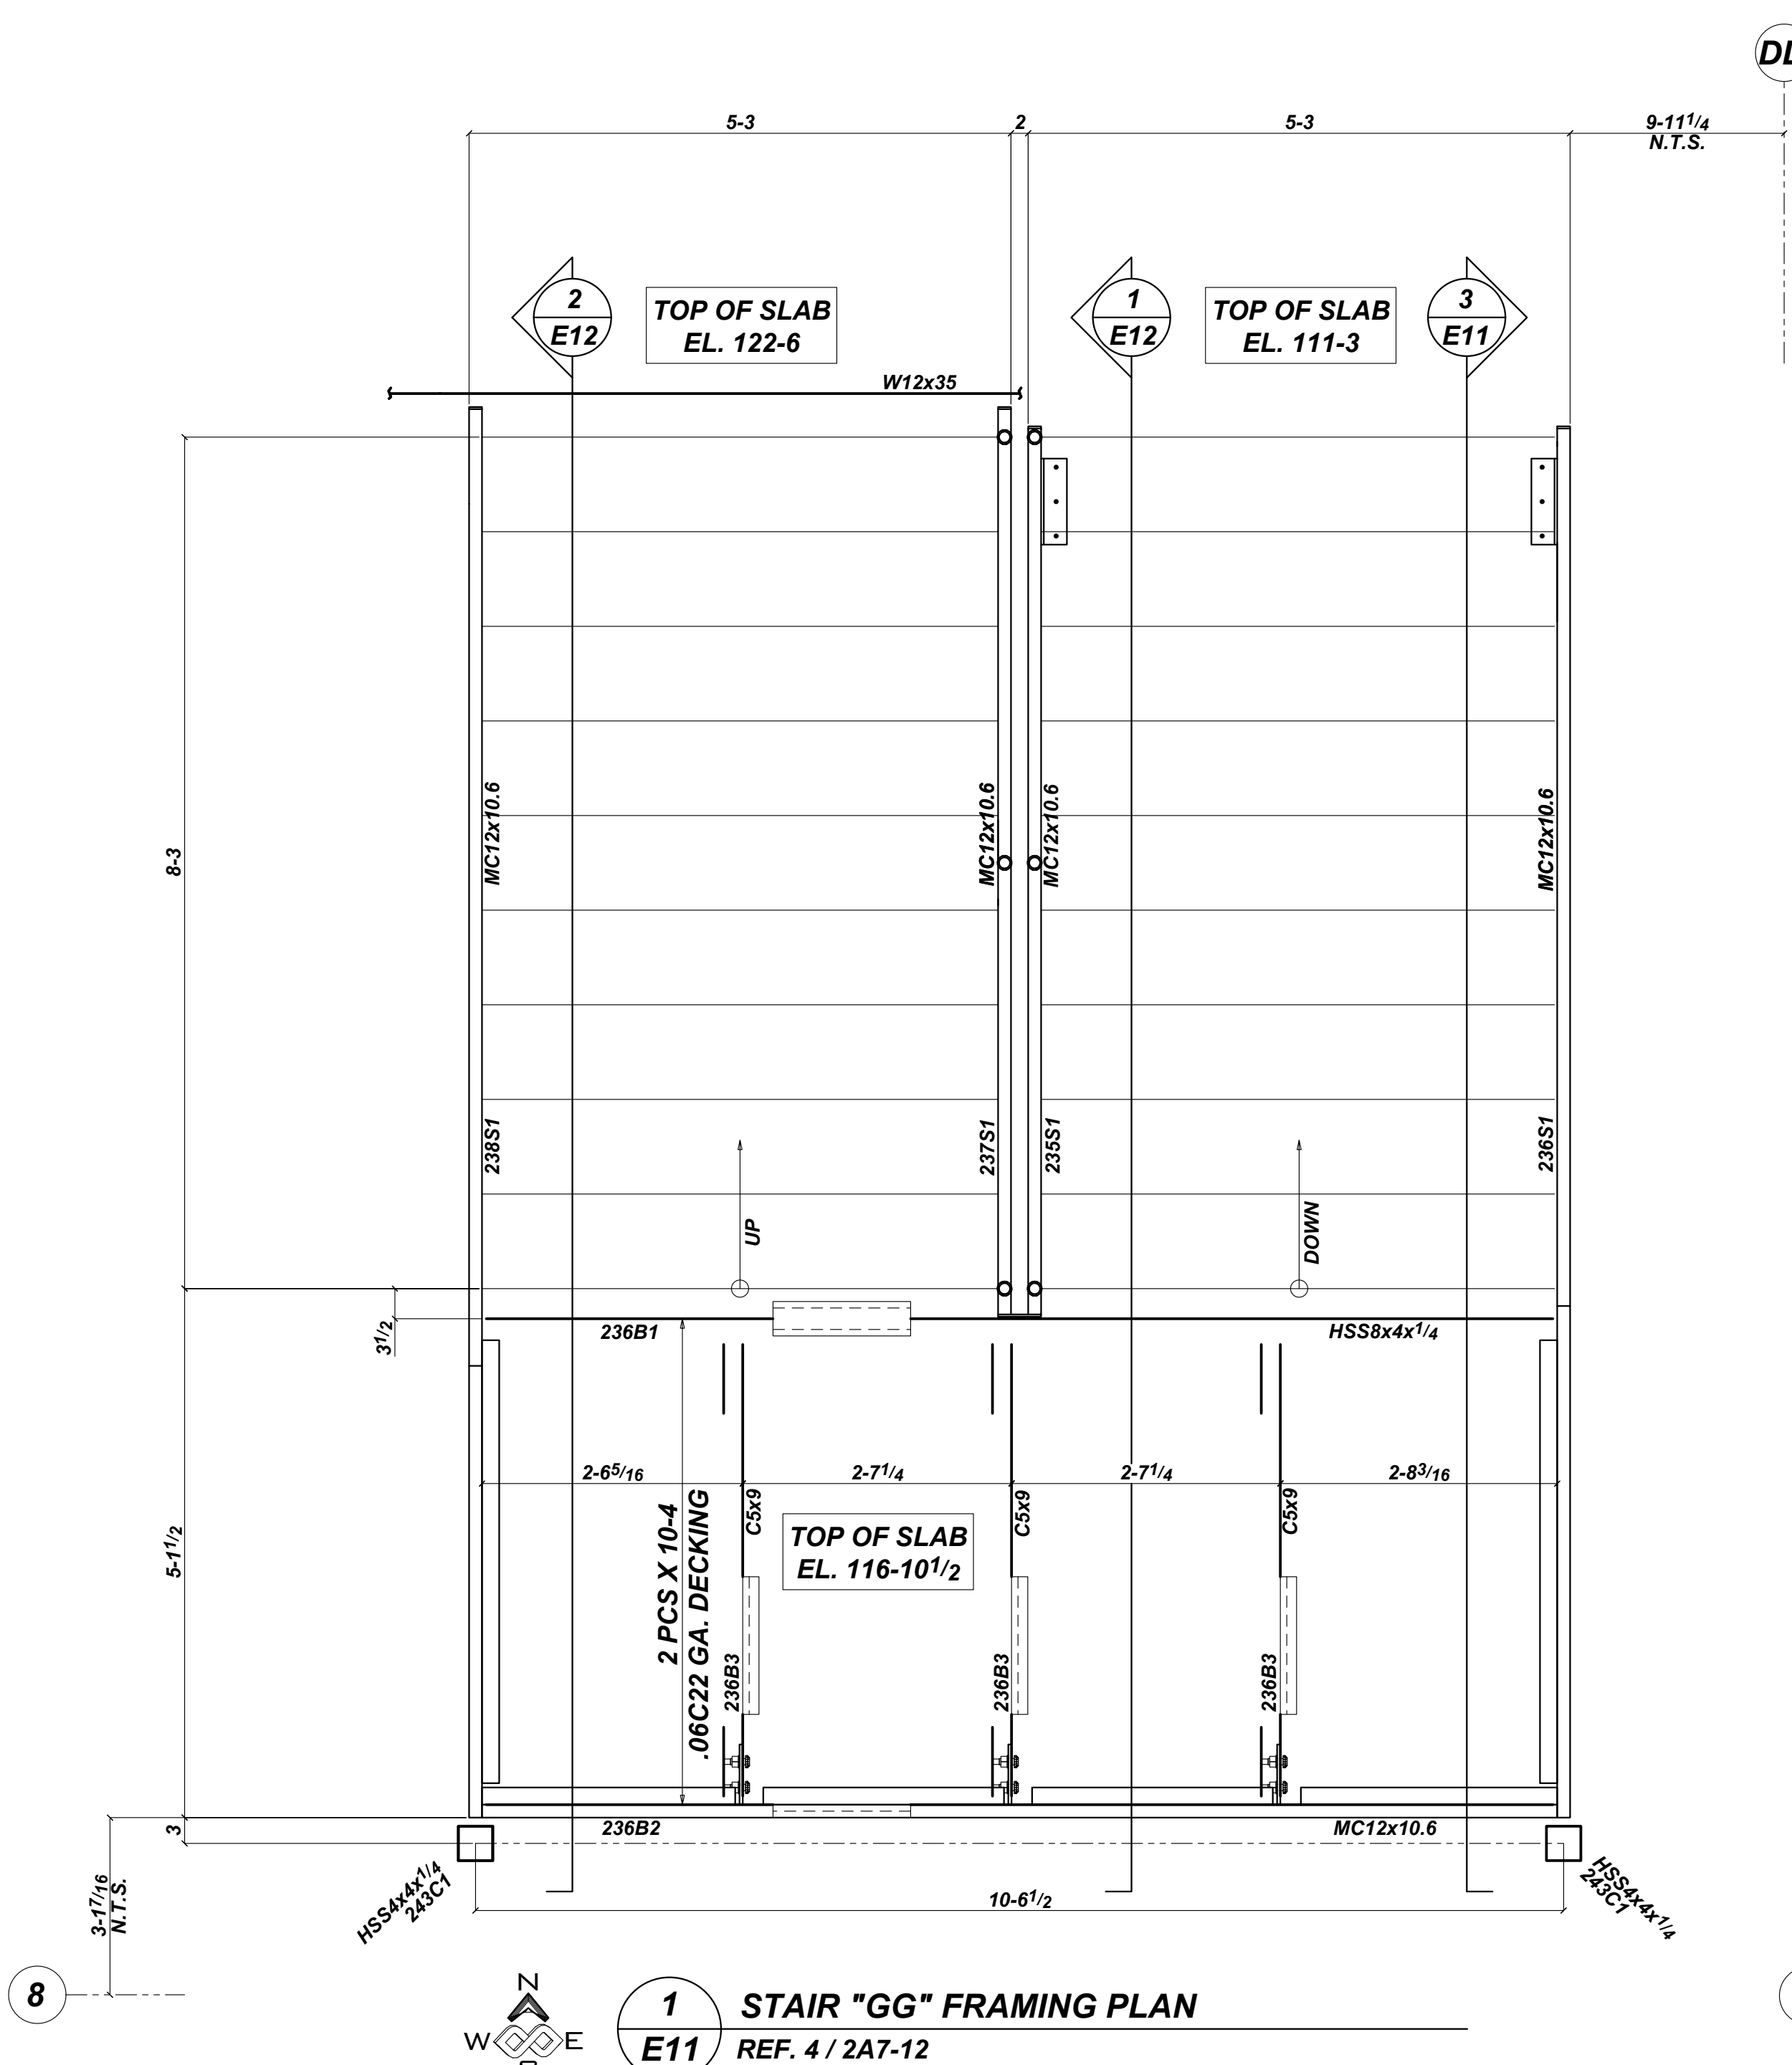 DL
5-3
2
5-3
9-11 1/4
N.T.S.
2
E12
TOP OF SLAB
EL. 122-6
1
E12
TOP OF SLAB
EL. 111-3
3
E11
W12x35
8-3
MC12x10.6
MC12x10.6
MC12x10.6
MC12x10.6
238S1
237S1
235S1
236S1
UP
DOWN
3 1/2
236B1
HSS8x4x1/4
2-6 5/16
2-7 1/4
2-7 1/4
2-8 3/16
5-1 1/2
2 PCS X 10-4
.06C22 GA. DECKING
C5x9
C5x9
C5x9
TOP OF SLAB
EL. 116-10 1/2
236B3
236B3
236B3
3
236B2
MC12x10.6
HSS4x4x1/4
243C1
HSS4x4x1/4
243C1
3-1 7/16
N.T.S.
10-6 1/2
8
N
W
E
1
E11
STAIR "GG" FRAMING PLAN
REF. 4 / 2A7-12